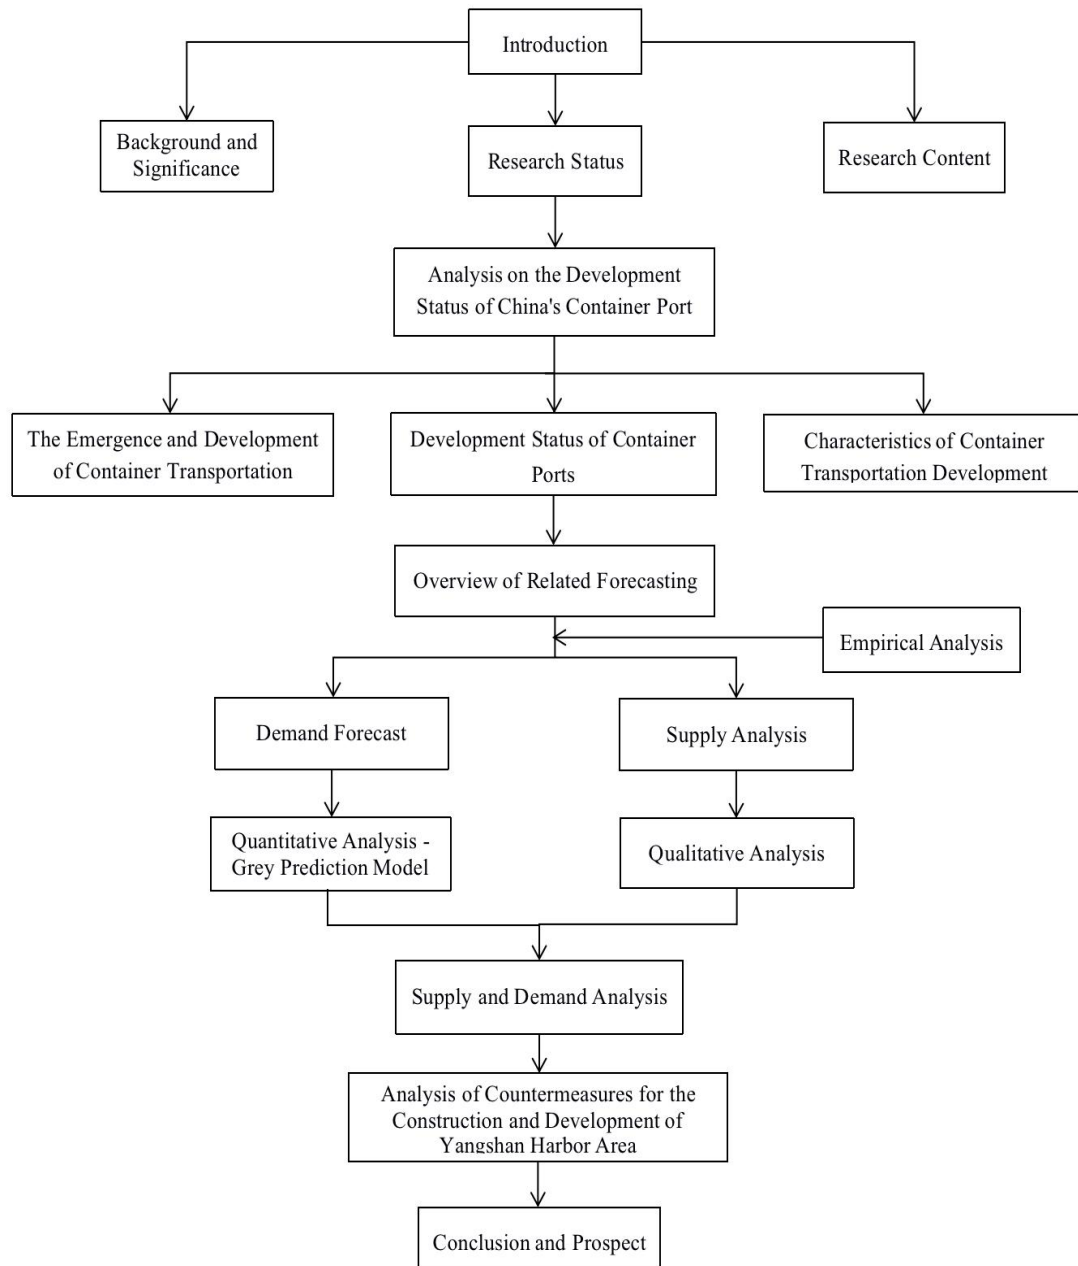 Introduction
Background and
Significance
Research Status
Research Content
Analysis on the Development
Status of China's Container Port
The Emergence and Development
of Container Transportation
Development Status of Container
Ports
Characteristics of Container
Transportation Development
Overview of Related Forecasting
Empirical Analysis
Demand Forecast
Supply Analysis
Quantitative Analysis -
Grey Prediction Model
Qualitative Analysis
Supply and Demand Analysis
Analysis of Countermeasures for the
Construction and Development of
Yangshan Harbor Area
Conclusion and Prospect